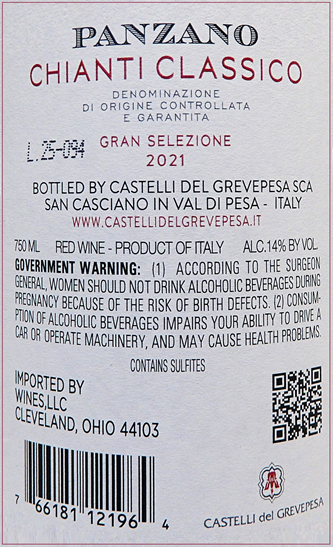 PANZANO
CHIANTI CLASSICO
DENOMINAZIONE
DI ORIGINE CONTROLLATA
E GARANTITA
L.25-094
GRAN SELEZIONE
2021
BOTTLED BY CASTELLI DEL GREVEPESA SCA
SAN CASCIANO IN VAL DI PESA - ITALY
WWW.CASTELLIDELGREVEPESA.IT
750 ML RED WINE - PRODUCT OF ITALY ALC.14% BY VOL.
GOVERNMENT WARNING: (1) ACCORDING TO THE SURGEON
GENERAL, WOMEN SHOULD NOT DRINK ALCOHOLIC BEVERAGES DURING
PREGNANCY BECAUSE OF THE RISK OF BIRTH DEFECTS. (2) CONSUM-
PTION OF ALCOHOLIC BEVERAGES IMPAIRS YOUR ABILITY TO DRIVE A
CAR OR OPERATE MACHINERY, AND MAY CAUSE HEALTH PROBLEMS.
CONTAINS SULFITES
IMPORTED BY
WINES,LLC
CLEVELAND, OHIO 44103
7 66181 12196 4
CASTELLI del GREVEPESA